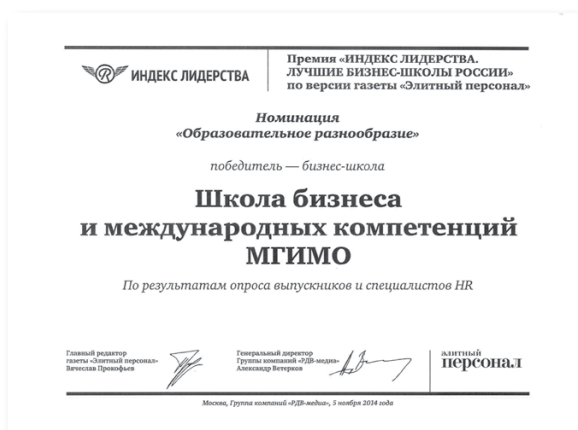 ИНДЕКС ЛИДЕРСТВА
Премия «ИНДЕКС ЛИДЕРСТВА.
ЛУЧШИЕ БИЗНЕС-ШКОЛЫ РОССИИ»
по версии газеты «Элитный персонал»
Номинация
«Образовательное разнообразие»
победитель — бизнес-школа
Школа бизнеса
и международных компетенций
МГИМО
По результатам опроса выпускников и специалистов HR
Главный редактор
газеты «Элитный персонал»
Вячеслав Прокофьев
Генеральный директор
Группы компаний «РДВ-медиа»
Александр Ветерков
элитный
персонал
Москва, Группа компаний «РДВ-медиа», 5 ноября 2014 года